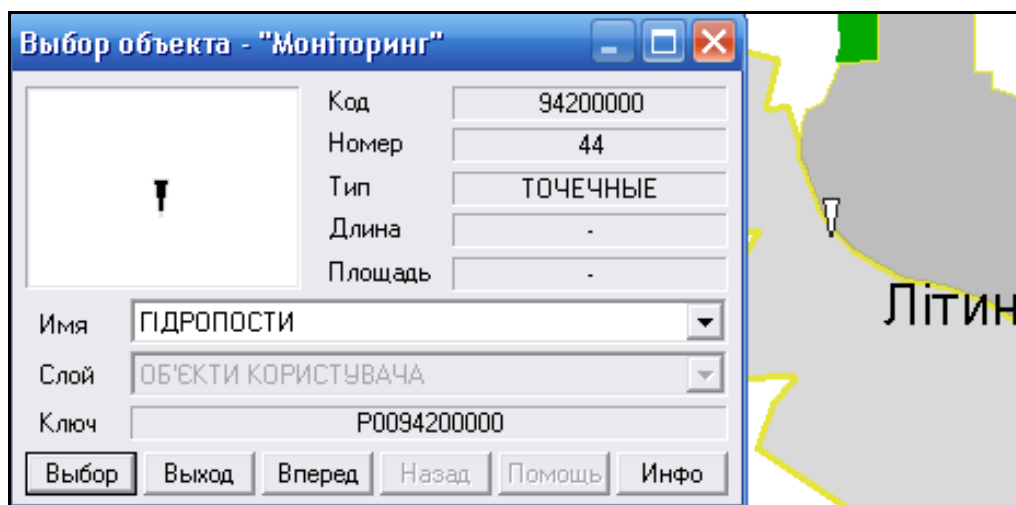 Выбор объекта - "Моніторинг"
Код 94200000
Номер 44
Тип ТОЧЕЧНЫЕ
Длина -
Площадь -
Имя ГІДРОПОСТИ
Слой ОБ'ЄКТИ КОРИСТУВАЧА
Ключ P0094200000
Выбор Выход Вперед Назад Помощь Инфо
Літин